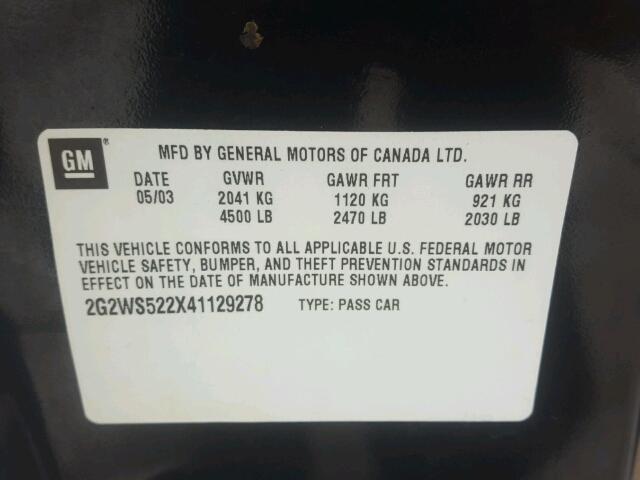 GM ®
MFD BY GENERAL MOTORS OF CANADA LTD.
DATE GVWR GAWR FRT GAWR RR
05/03 2041 KG 1120 KG 921 KG
4500 LB 2470 LB 2030 LB
THIS VEHICLE CONFORMS TO ALL APPLICABLE U.S. FEDERAL MOTOR
VEHICLE SAFETY, BUMPER, AND THEFT PREVENTION STANDARDS IN
EFFECT ON THE DATE OF MANUFACTURE SHOWN ABOVE.
2G2WS522X41129278 TYPE: PASS CAR